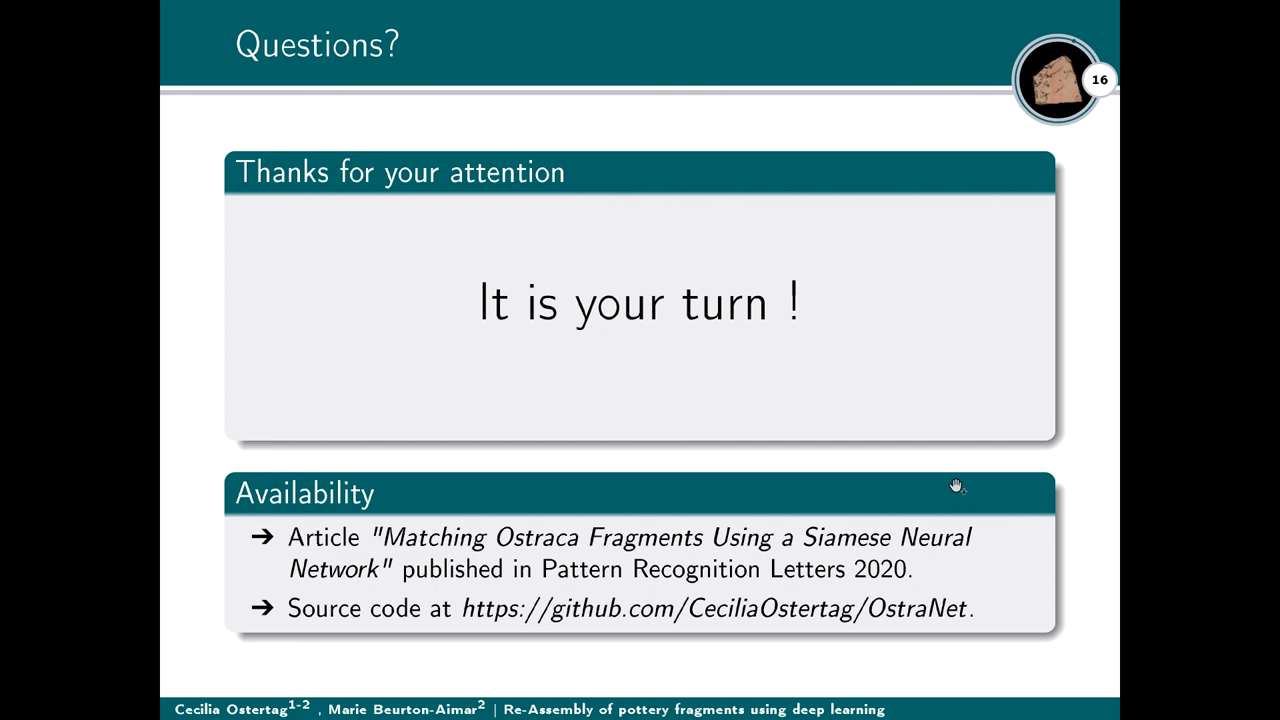 Questions?
16
Thanks for your attention
It is your turn !
Availability
➔ Article "Matching Ostraca Fragments Using a Siamese Neural
Network" published in Pattern Recognition Letters 2020.
➔ Source code at https://github.com/CeciliaOstertag/OstraNet.
Cecilia Ostertag1-2 , Marie Beurton-Aimar2 | Re-Assembly of pottery fragments using deep learning